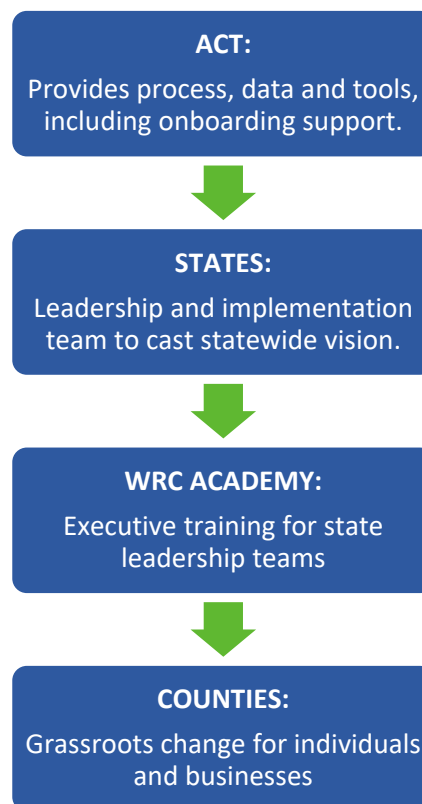 ACT:
Provides process, data and tools,
including onboarding support.
STATES:
Leadership and implementation
team to cast statewide vision.
WRC ACADEMY:
Executive training for state
leadership teams
COUNTIES:
Grassroots change for individuals
and businesses